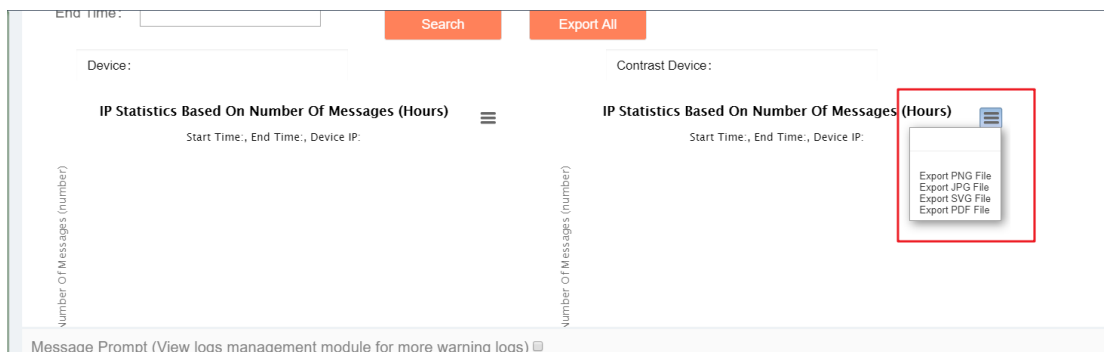 End Time:
Search
Export All
Device:
Contrast Device:
IP Statistics Based On Number Of Messages (Hours)
Start Time:, End Time:, Device IP:
Number Of Messages (number)
IP Statistics Based On Number Of Messages (Hours)
Start Time:, End Time:, Device IP:
Number Of Messages (number)
Export PNG File
Export JPG File
Export SVG File
Export PDF File
Message Prompt (View logs management module for more warning logs)